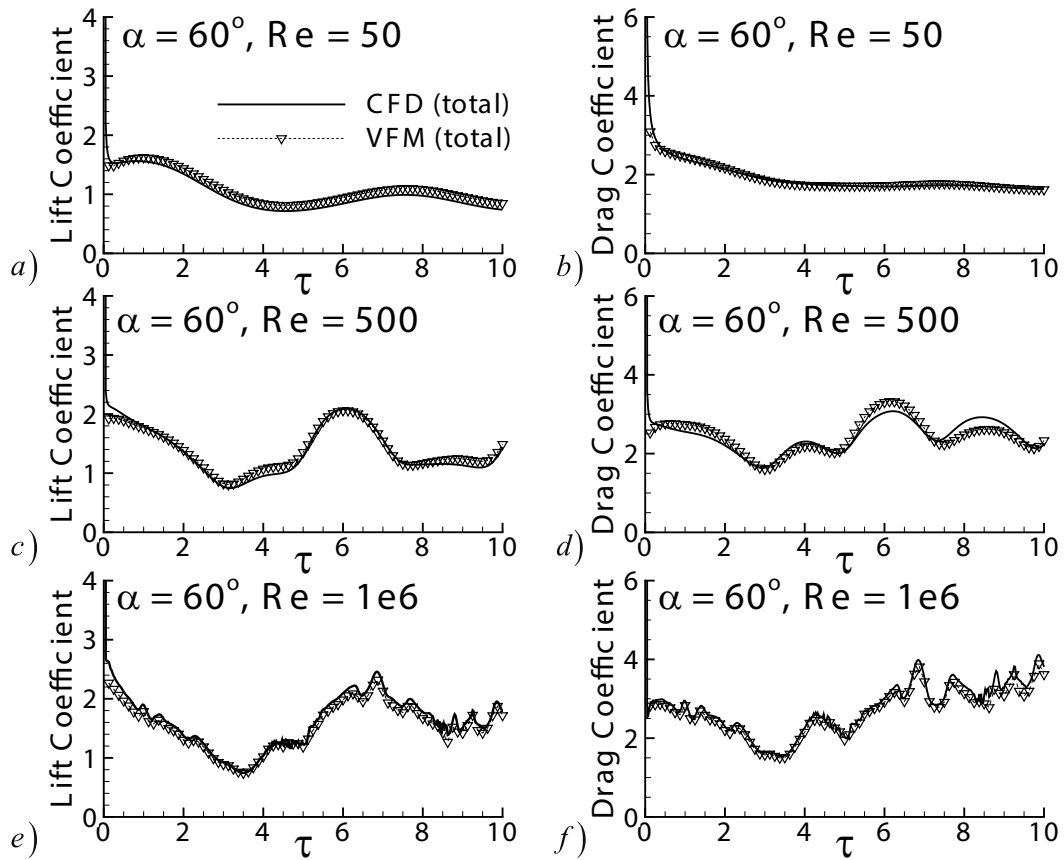 Lift Coefficient
4
3
2
1
0
α = 60°, Re = 50
CFD (total)
VFM (total)
0 2 4 6 8 10
τ
a)
Drag Coefficient
6
4
2
0
α = 60°, Re = 50
0 2 4 6 8 10
τ
b)
Lift Coefficient
4
3
2
1
0
α = 60°, Re = 500
0 2 4 6 8 10
τ
c)
Drag Coefficient
6
4
2
0
α = 60°, Re = 500
0 2 4 6 8 10
τ
d)
Lift Coefficient
4
3
2
1
0
α = 60°, Re = 1e6
0 2 4 6 8 10
τ
e)
Drag Coefficient
6
4
2
0
α = 60°, Re = 1e6
0 2 4 6 8 10
τ
f)